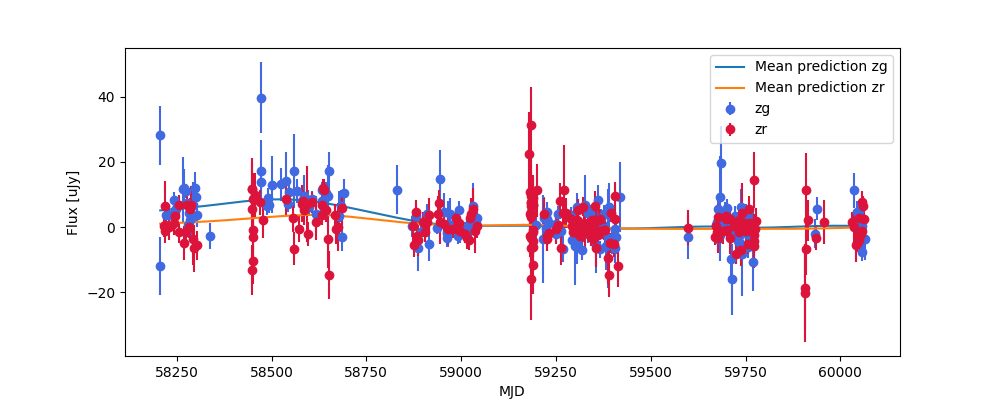 Mean prediction zg
Mean prediction zr
zg
zr
Flux [uJy]
40
20
0
−20
58250 58500 58750 59000 59250 59500 59750 60000
MJD